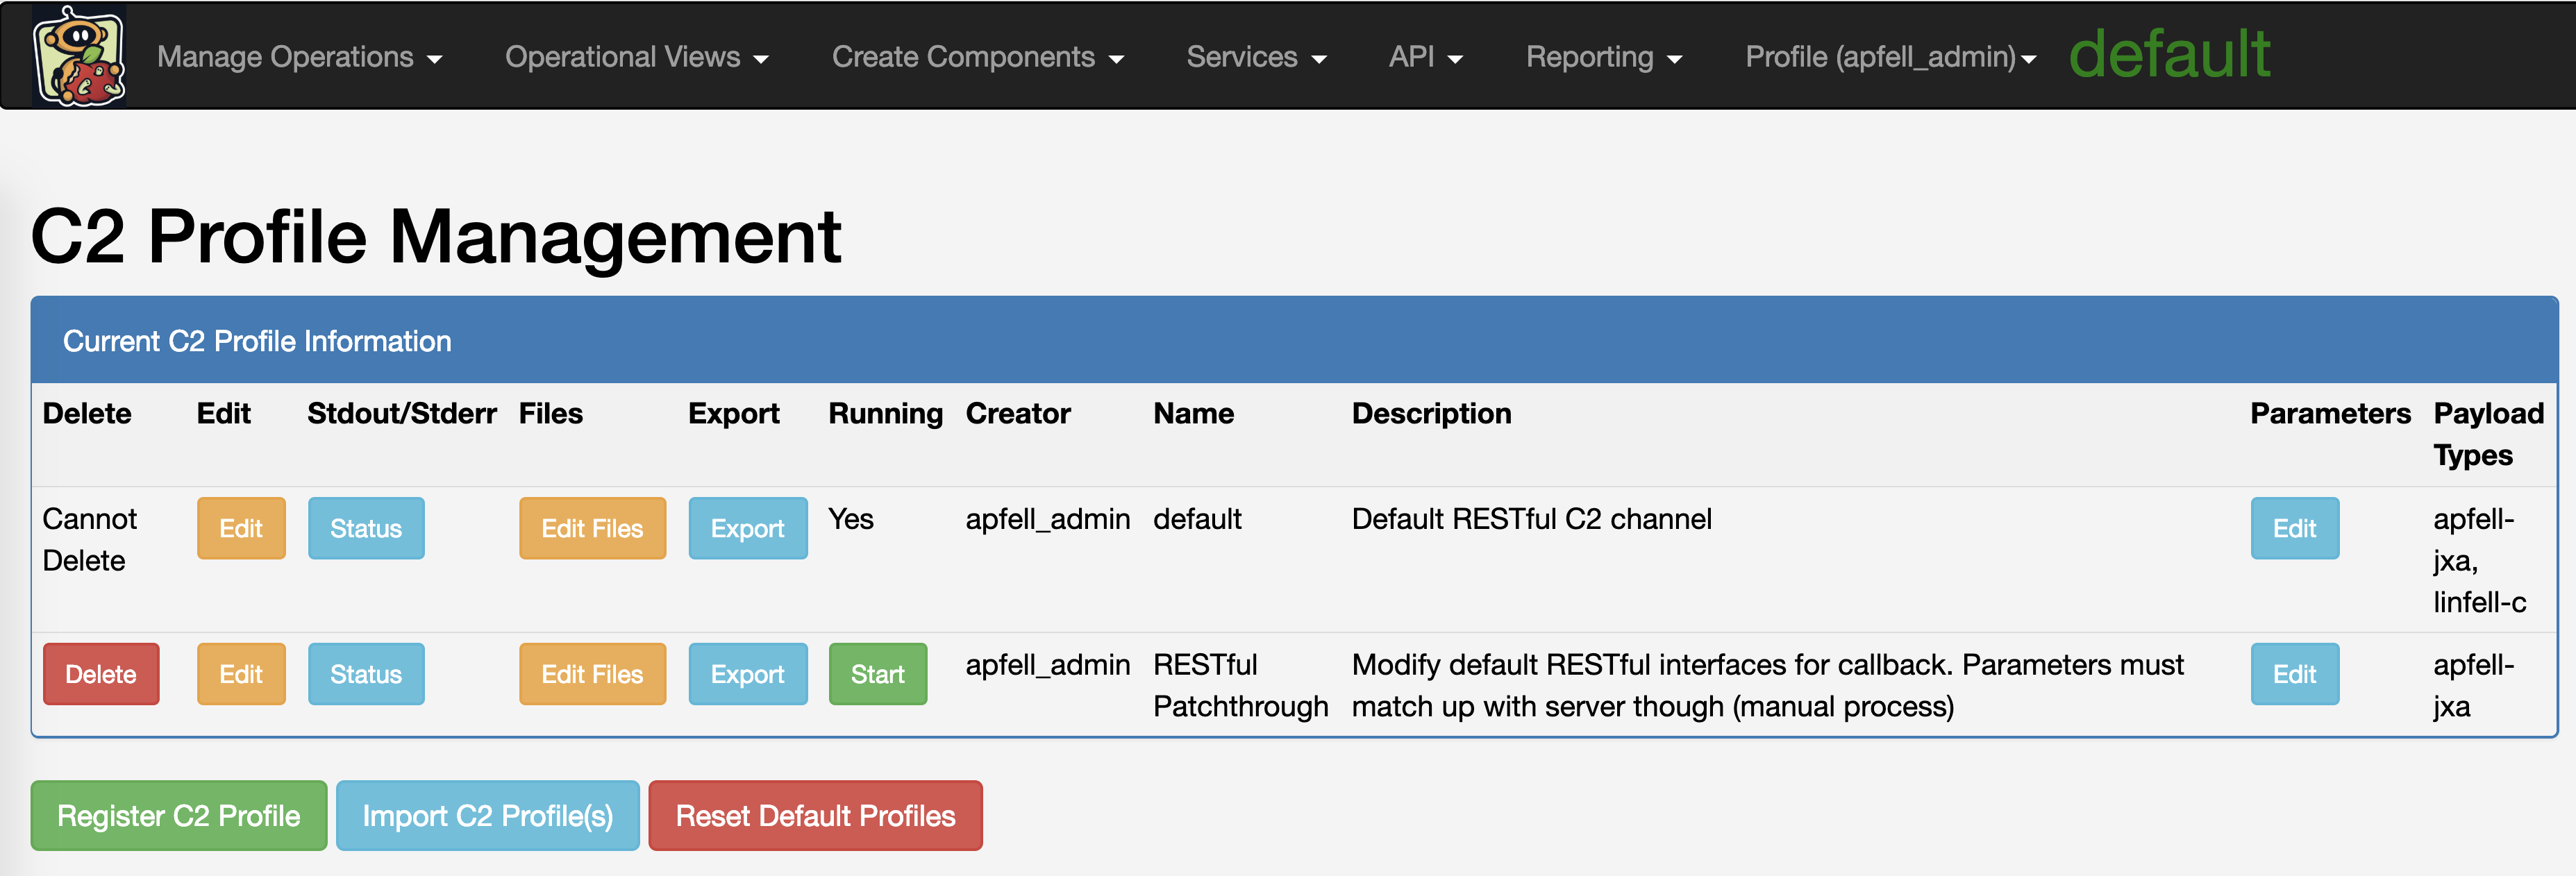 Manage Operations Operational Views Create Components Services API Reporting Profile (apfell_admin) default
C2 Profile Management
Current C2 Profile Information
Delete Edit Stdout/Stderr Files Export Running Creator Name Description Parameters Payload
Types
Cannot Edit Status Edit Files Export Yes apfell_admin default Default RESTful C2 channel Edit apfell-
Delete jxa,
linfell-c
Delete Edit Status Edit Files Export Start apfell_admin RESTful Modify default RESTful interfaces for callback. Parameters must Edit apfell-
Patchthrough match up with server though (manual process) jxa
Register C2 Profile Import C2 Profile(s) Reset Default Profiles